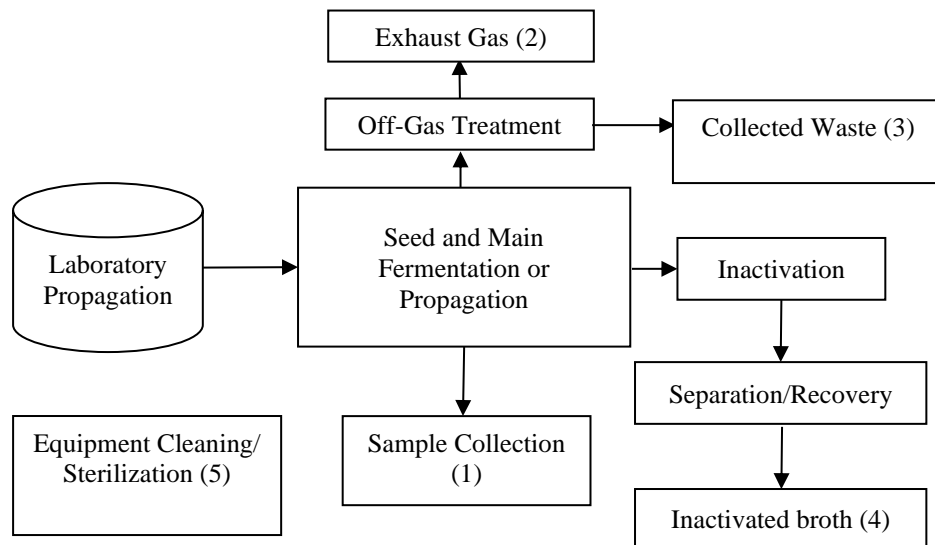 Exhaust Gas (2)
Off-Gas Treatment
Collected Waste (3)
Laboratory
Propagation
Seed and Main
Fermentation or
Propagation
Inactivation
Separation/Recovery
Equipment Cleaning/
Sterilization (5)
Sample Collection
(1)
Inactivated broth (4)